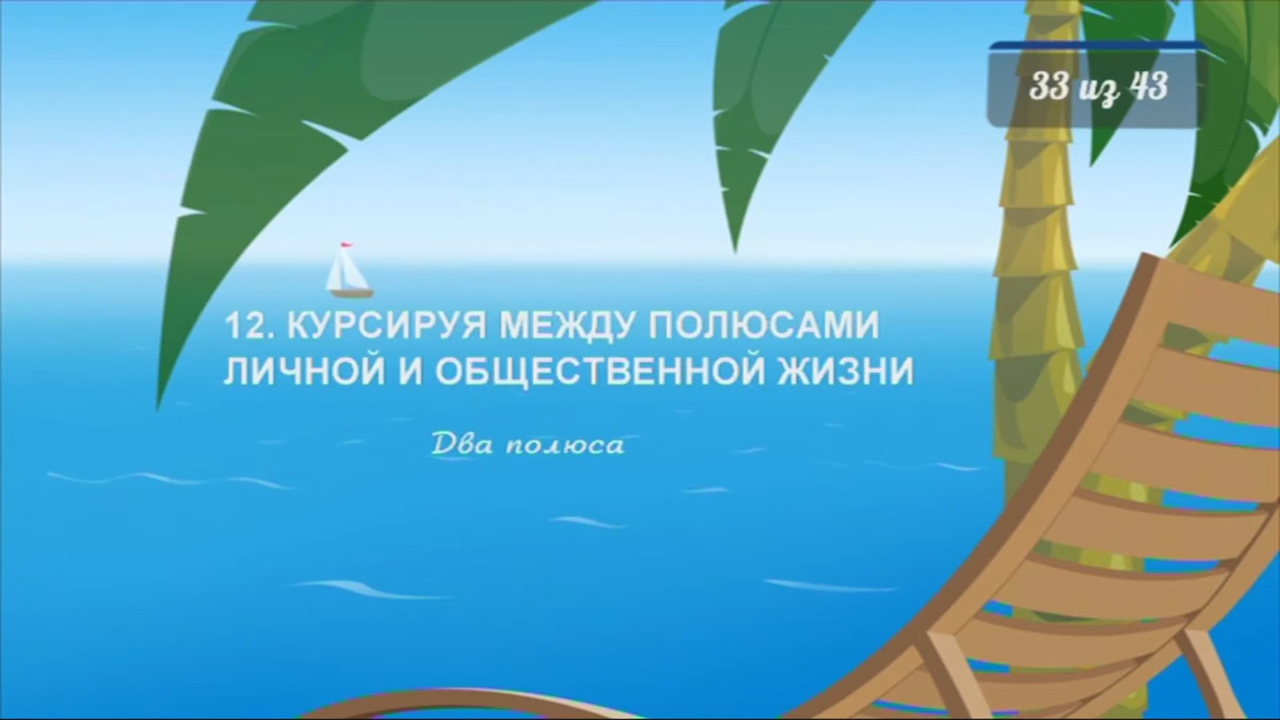 33 из 43
12. КУРСИРУЯ МЕЖДУ ПОЛЮСАМИ
ЛИЧНОЙ И ОБЩЕСТВЕННОЙ ЖИЗНИ
Два полюса